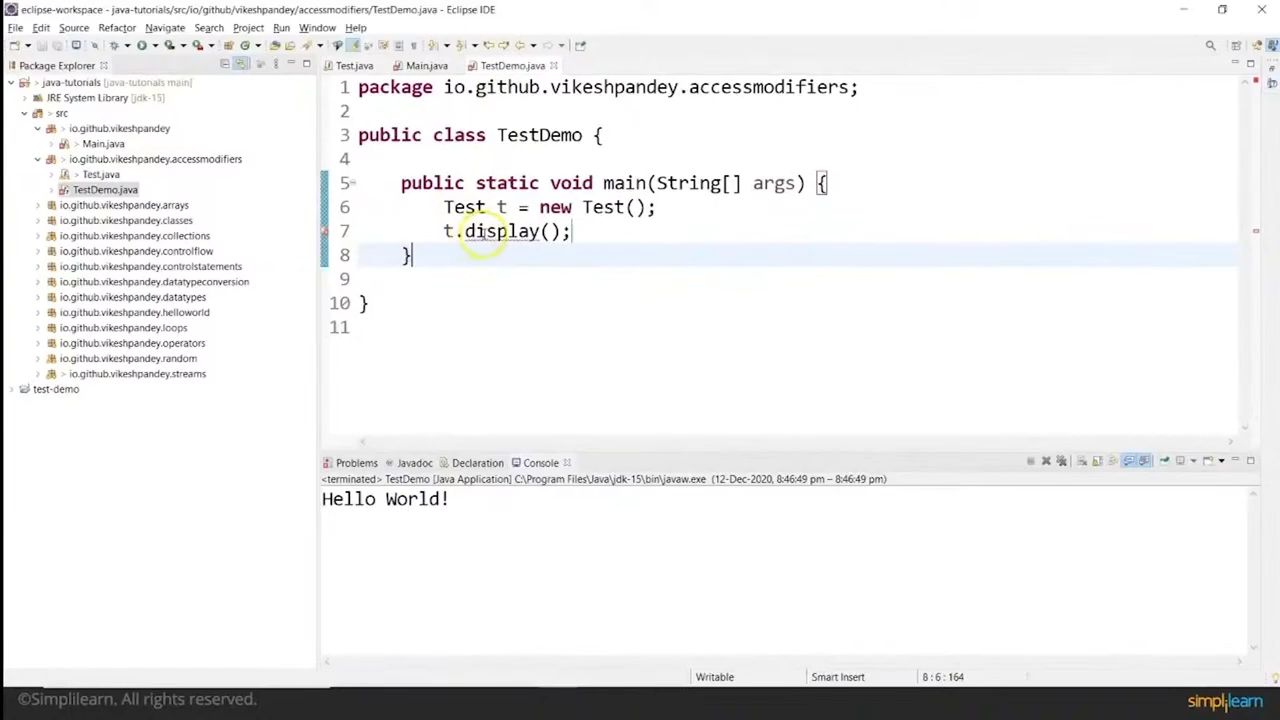 eclipse-workspace - java-tutorials/src/io/github/vikeshpandey/accessmodifiers/TestDemo.java - Eclipse IDE
File Edit Source Refactor Navigate Search Project Run Window Help
Package Explorer
Test.java Main.java TestDemo.java
java-tutorials [java-tutorials main]
JRE System Library [jdk-15]
src
io.github.vikeshpandey
Main.java
io.github.vikeshpandey.accessmodifiers
Test.java
TestDemo.java
io.github.vikeshpandey.arrays
io.github.vikeshpandey.classes
io.github.vikeshpandey.collections
io.github.vikeshpandey.controlflow
io.github.vikeshpandey.controlstatements
io.github.vikeshpandey.datatypeconversion
io.github.vikeshpandey.datatypes
io.github.vikeshpandey.helloworld
io.github.vikeshpandey.loops
io.github.vikeshpandey.operators
io.github.vikeshpandey.random
io.github.vikeshpandey.streams
test-demo
1 package io.github.vikeshpandey.accessmodifiers;
2
3 public class TestDemo {
4
5 public static void main(String[] args) {
6 Test t = new Test();
7 t.display();
8 }
9
10 }
11
Problems Javadoc Declaration Console
<terminated> TestDemo [Java Application] C:\Program Files\Java\jdk-15\bin\javaw.exe (12-Dec-2020, 8:46:49 pm – 8:46:49 pm)
Hello World!
Writable Smart Insert 8 : 6 : 164
©Simplilearn. All rights reserved.
simplilearn